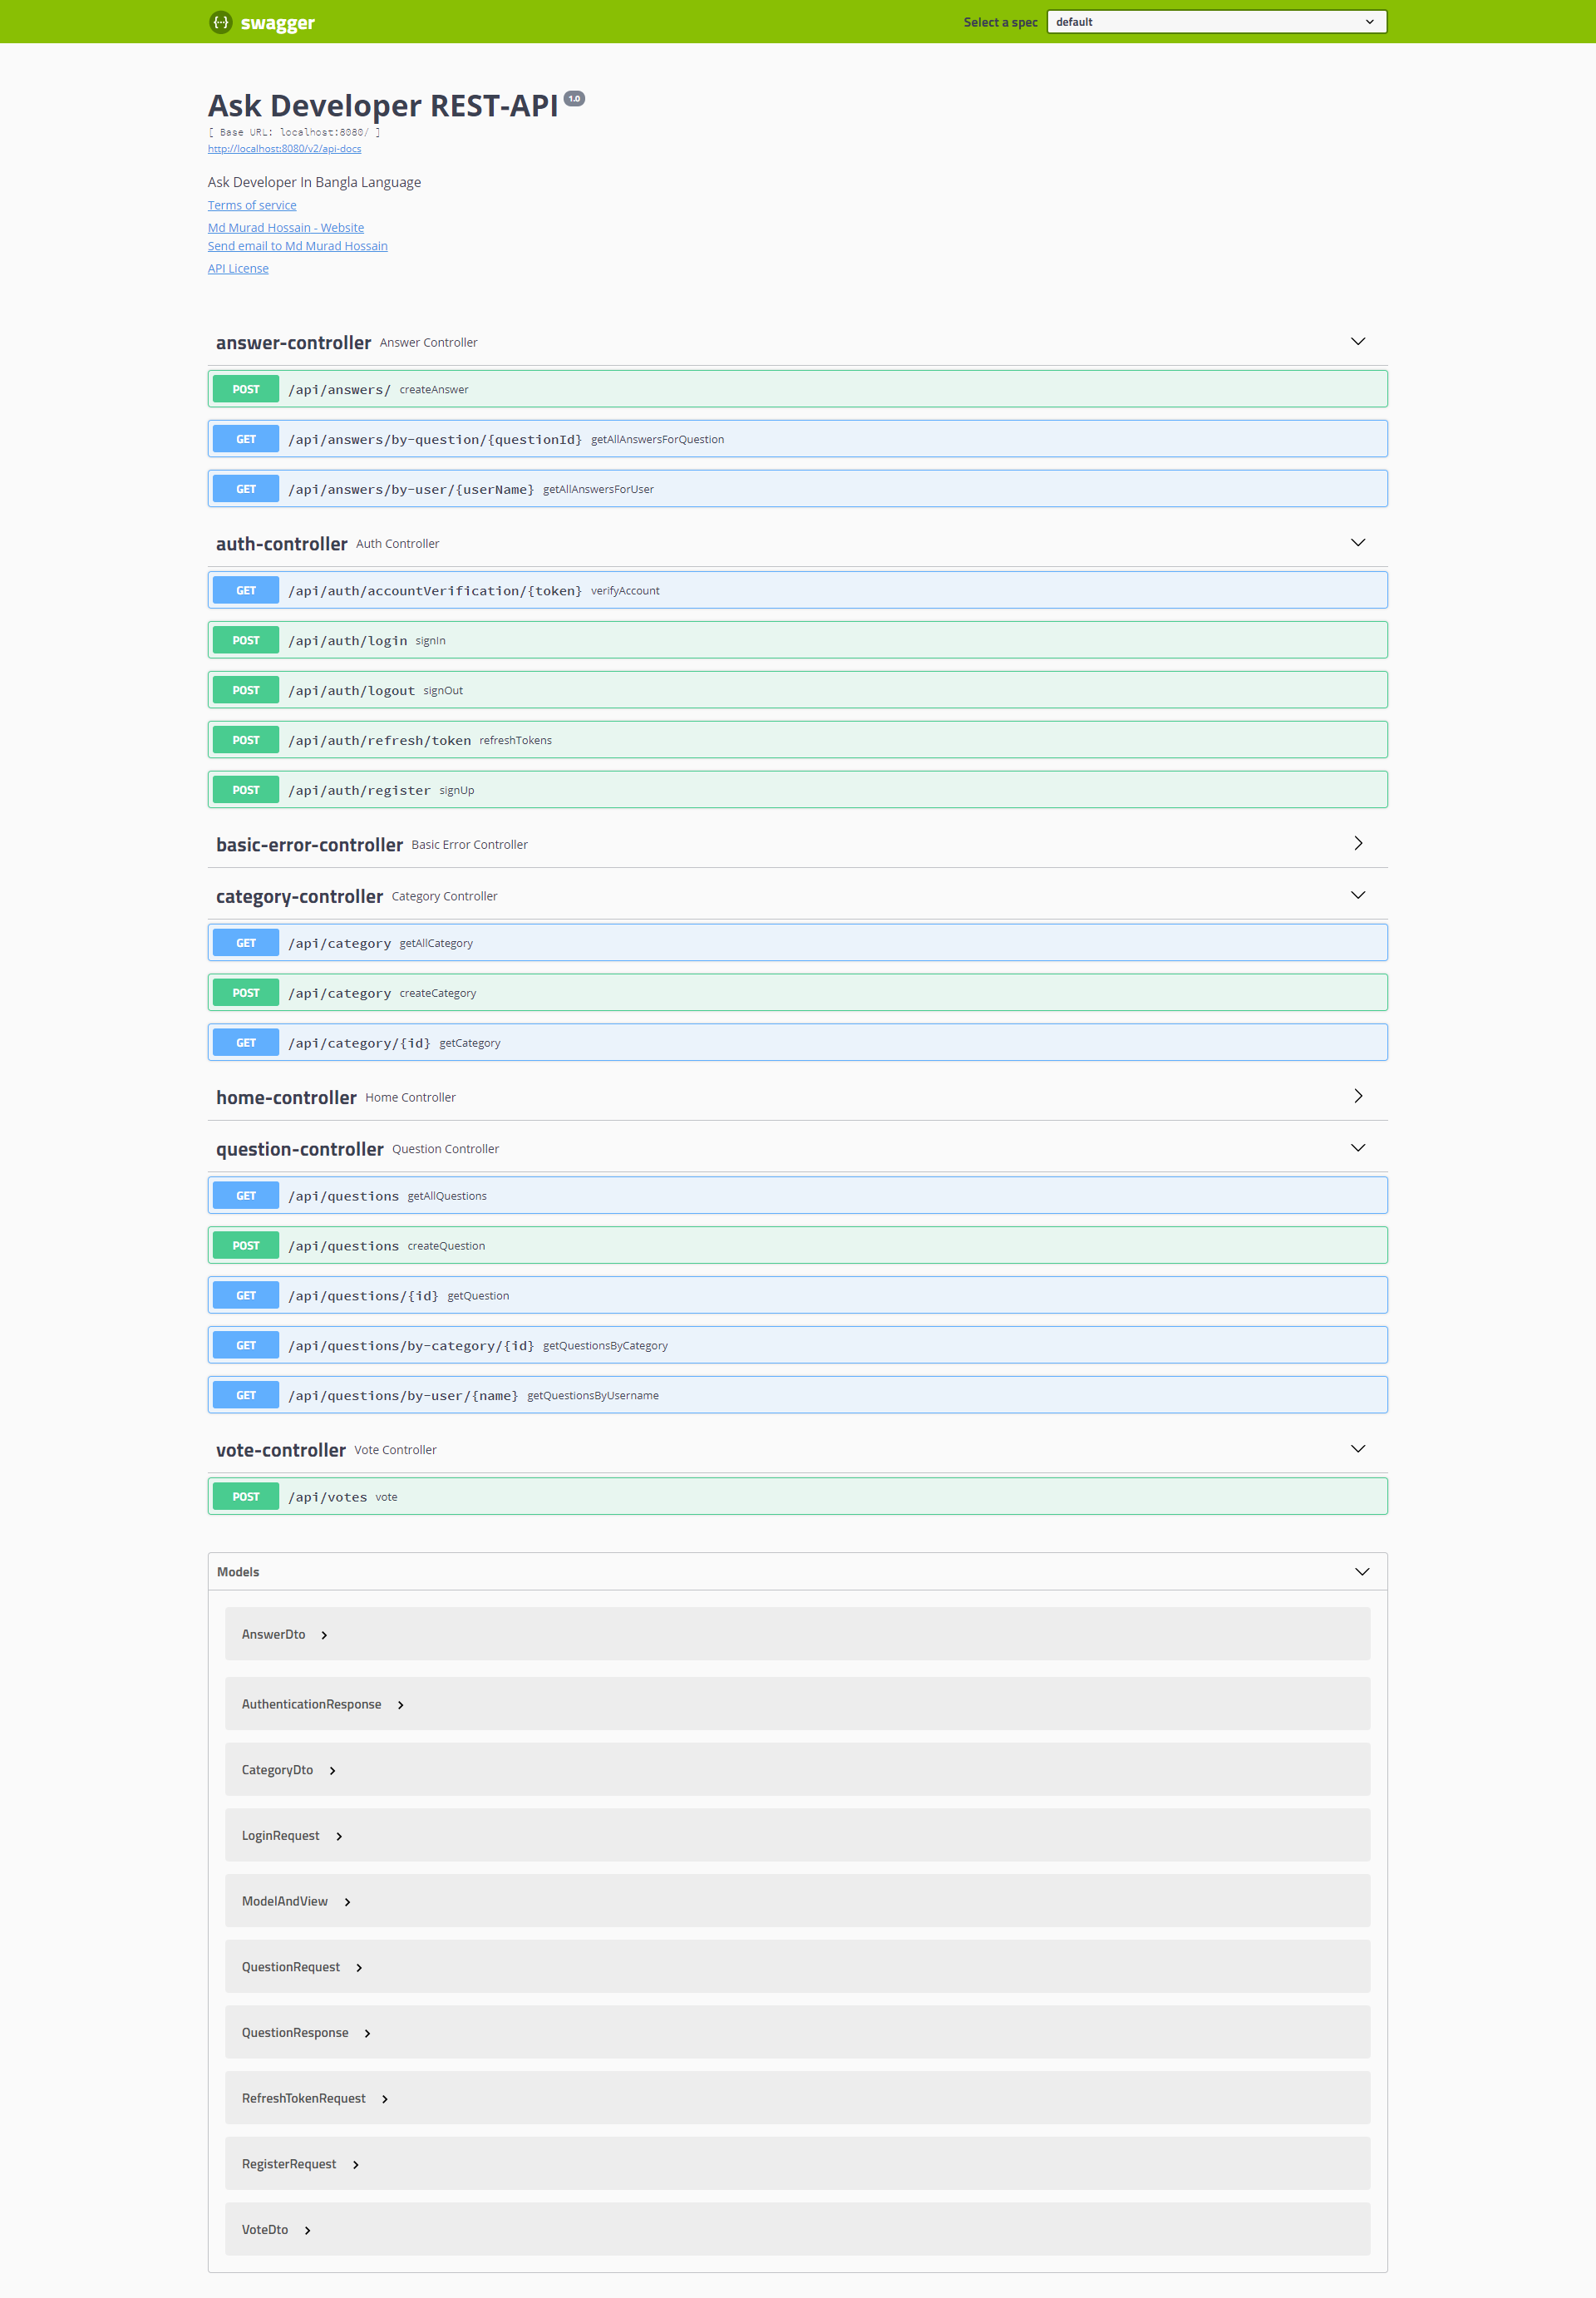 swagger Select a spec default
Ask Developer REST-API 1.0
[ Base URL: localhost:8080/ ]
http://localhost:8080/v2/api-docs
Ask Developer In Bangla Language
Terms of service
Md Murad Hossain - Website
Send email to Md Murad Hossain
API License
answer-controller Answer Controller
POST /api/answers/ createAnswer
GET /api/answers/by-question/{questionId} getAllAnswersForQuestion
GET /api/answers/by-user/{userName} getAllAnswersForUser
auth-controller Auth Controller
GET /api/auth/accountVerification/{token} verifyAccount
POST /api/auth/login signIn
POST /api/auth/logout signOut
POST /api/auth/refresh/token refreshTokens
POST /api/auth/register signUp
basic-error-controller Basic Error Controller
category-controller Category Controller
GET /api/category getAllCategory
POST /api/category createCategory
GET /api/category/{id} getCategory
home-controller Home Controller
question-controller Question Controller
GET /api/questions getAllQuestions
POST /api/questions createQuestion
GET /api/questions/{id} getQuestion
GET /api/questions/by-category/{id} getQuestionsByCategory
GET /api/questions/by-user/{name} getQuestionsByUsername
vote-controller Vote Controller
POST /api/votes vote
Models
AnswerDto
AuthenticationResponse
CategoryDto
LoginRequest
ModelAndView
QuestionRequest
QuestionResponse
RefreshTokenRequest
RegisterRequest
VoteDto